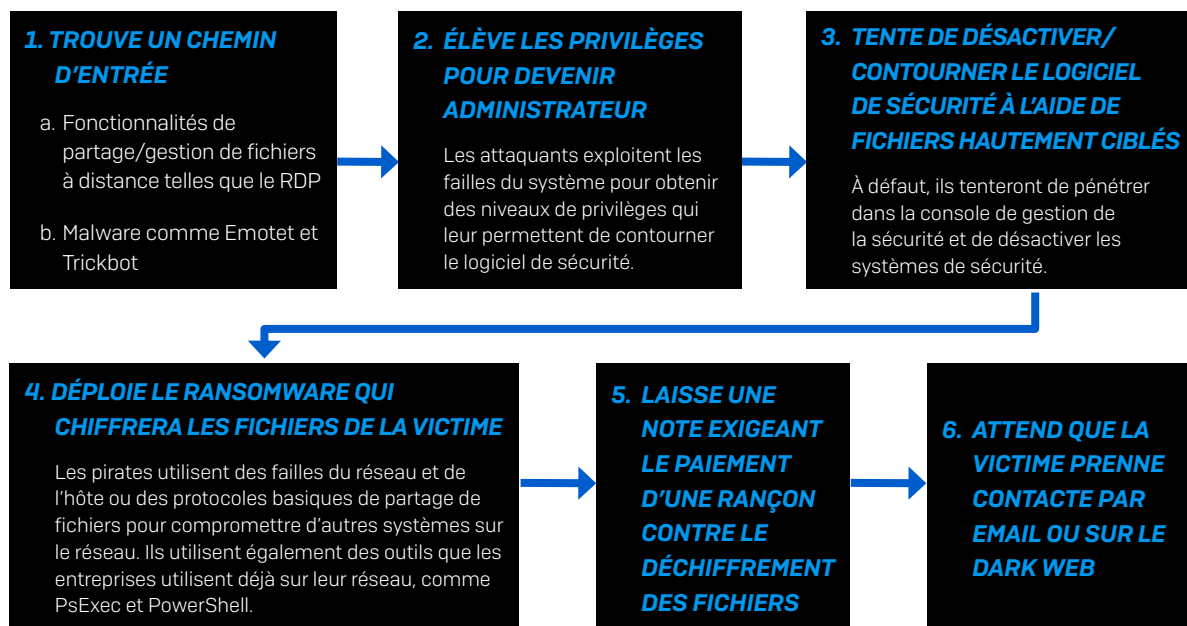 1. TROUVE UN CHEMIN
D'ENTRÉE
a. Fonctionnalités de
partage/gestion de fichiers
à distance telles que le RDP
b. Malware comme Emotet et
Trickbot
2. ÉLÈVE LES PRIVILÈGES
POUR DEVENIR
ADMINISTRATEUR
Les attaquants exploitent les
failles du système pour obtenir
des niveaux de privilèges qui
leur permettent de contourner
le logiciel de sécurité.
3. TENTE DE DÉSACTIVER/
CONTOURNER LE LOGICIEL
DE SÉCURITÉ À L'AIDE DE
FICHIERS HAUTEMENT CIBLÉS
À défaut, ils tenteront de pénétrer
dans la console de gestion de
la sécurité et de désactiver les
systèmes de sécurité.
4. DÉPLOIE LE RANSOMWARE QUI
CHIFFRERA LES FICHIERS DE LA VICTIME
Les pirates utilisent des failles du réseau et de
l'hôte ou des protocoles basiques de partage de
fichiers pour compromettre d'autres systèmes sur
le réseau. Ils utilisent également des outils que les
entreprises utilisent déjà sur leur réseau, comme
PsExec et PowerShell.
5. LAISSE UNE
NOTE EXIGEANT
LE PAIEMENT
D'UNE RANÇON
CONTRE LE
DÉCHIFFREMENT
DES FICHIERS
6. ATTEND QUE LA
VICTIME PRENNE
CONTACTE PAR
EMAIL OU SUR LE
DARK WEB